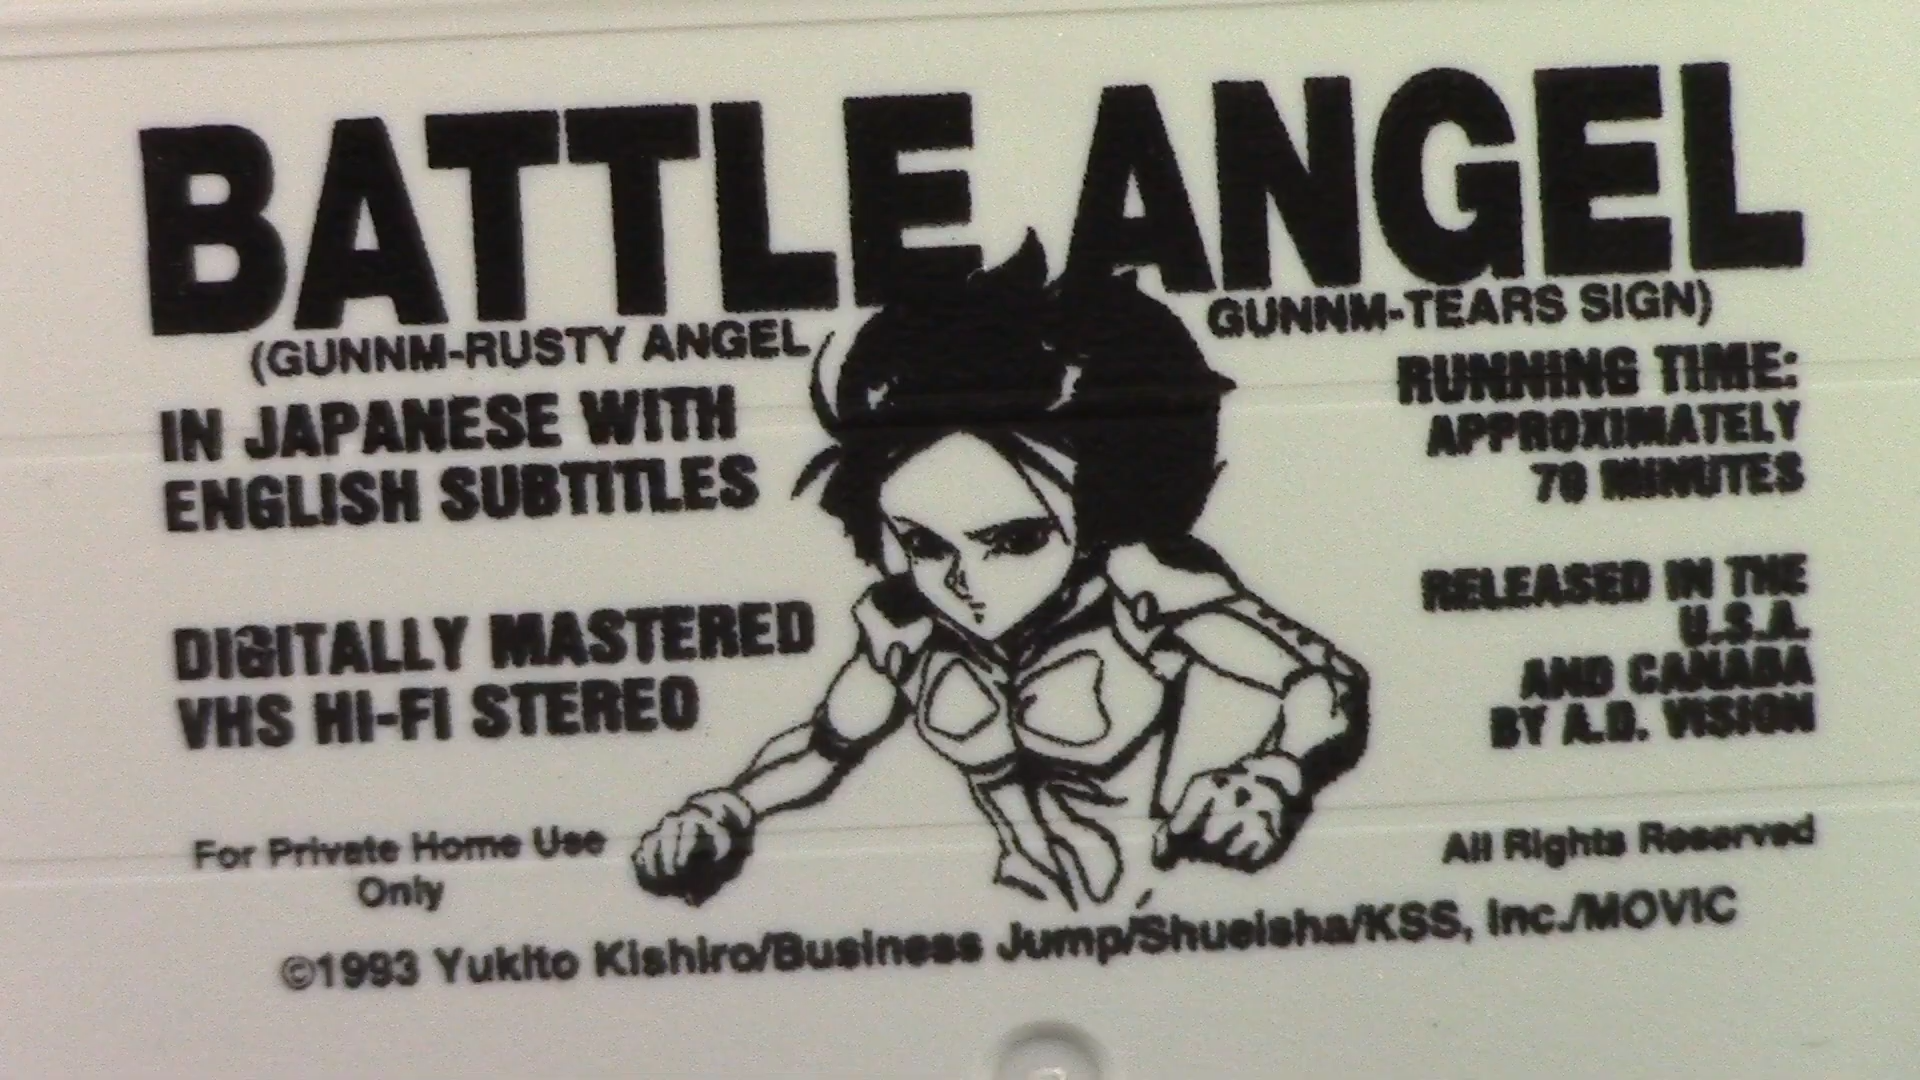 BATTLE ANGEL
(GUNNM-RUSTY ANGEL
GUNNM-TEARS SIGN)
IN JAPANESE WITH
ENGLISH SUBTITLES
RUNNING TIME:
APPROXIMATELY
70 MINUTES
DIGITALLY MASTERED
VHS HI-FI STEREO
RELEASED IN THE
U.S.A.
AND CANADA
BY A.D. VISION
For Private Home Use
Only
All Rights Reserved
©1993 Yukito Kishiro/Business Jump/Shueisha/KSS, Inc./MOVIC